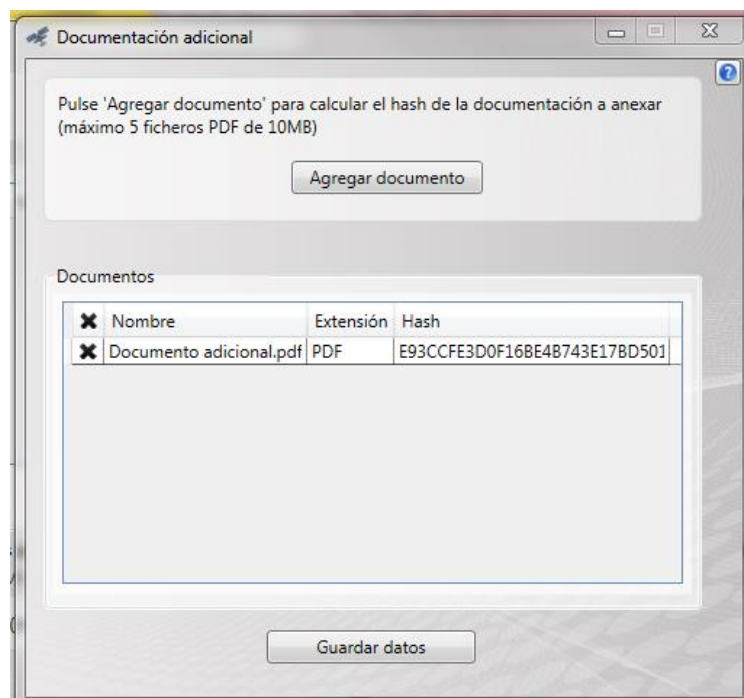 Documentación adicional
Pulse 'Agregar documento' para calcular el hash de la documentación a anexar
(máximo 5 ficheros PDF de 10MB)
Agregar documento
Documentos
Nombre Extensión Hash
Documento adicional.pdf PDF E93CCFE3D0F16BE4B743E17BD501
Guardar datos